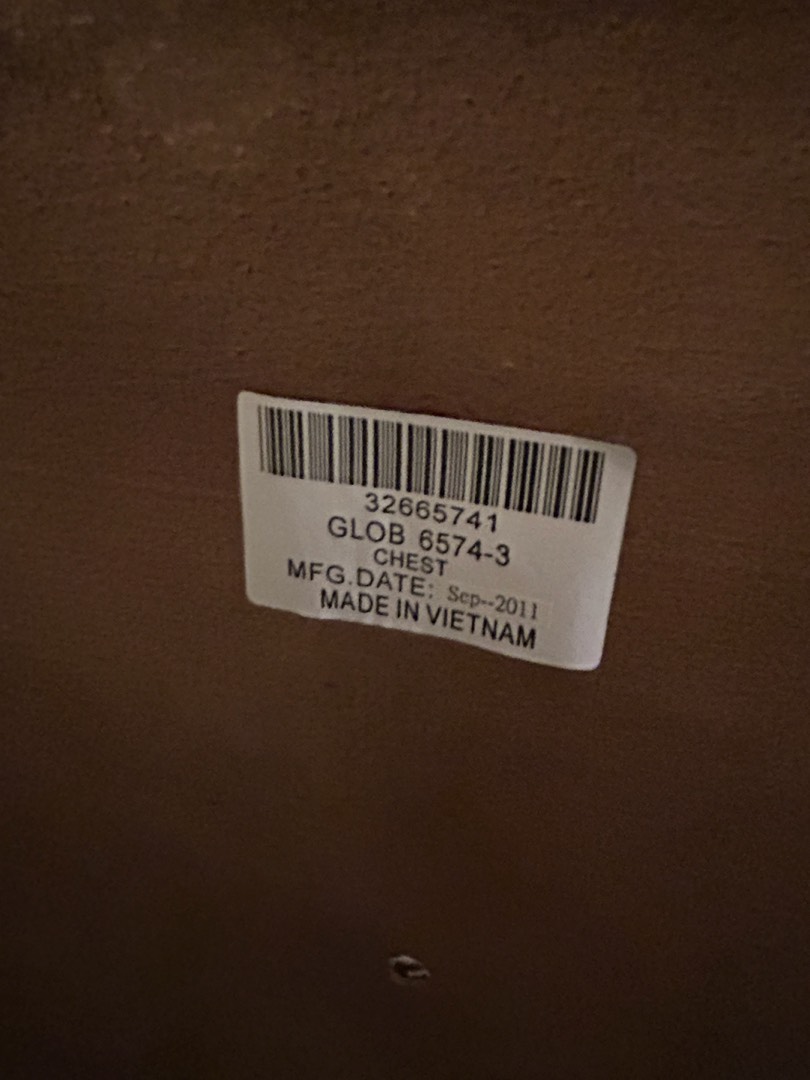 32665741
GLOB 6574-3
CHEST
MFG.DATE: Sep--2011
MADE IN VIETNAM